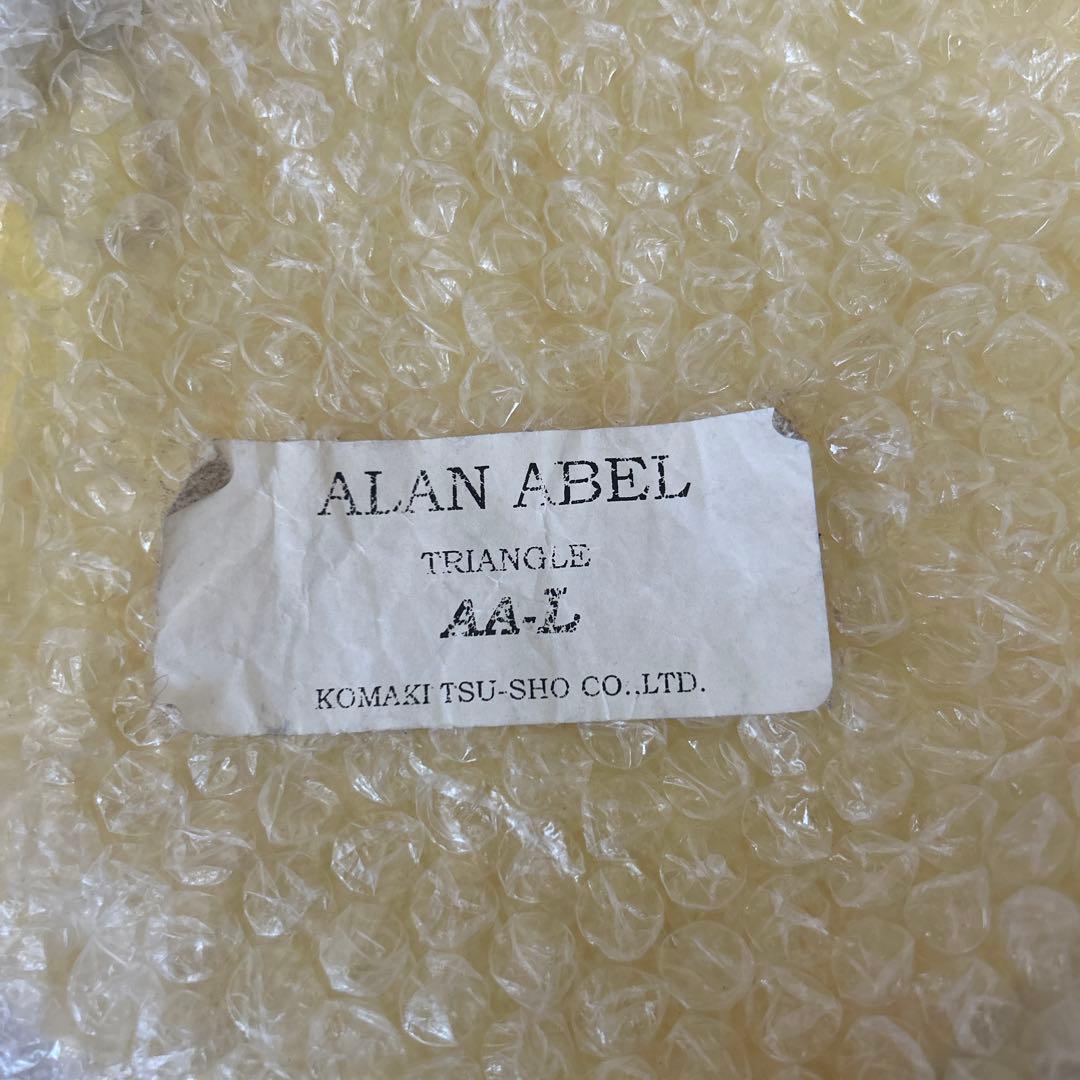 ALAN ABEL
TRIANGLE
AA-L
KOMAKI TSU-SHO CO.,LTD.